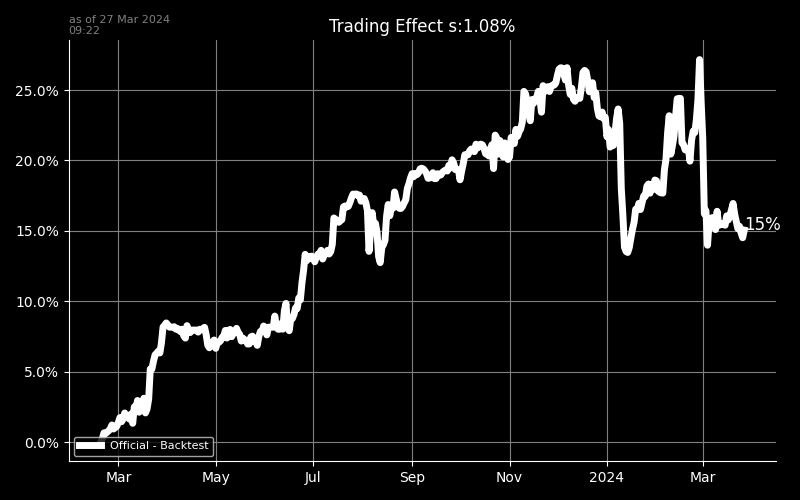 as of 27 Mar 2024
09:22
Trading Effect s:1.08%
25.0%
20.0%
15.0%
10.0%
5.0%
0.0%
15%
Official - Backtest
Mar May Jul Sep Nov 2024 Mar